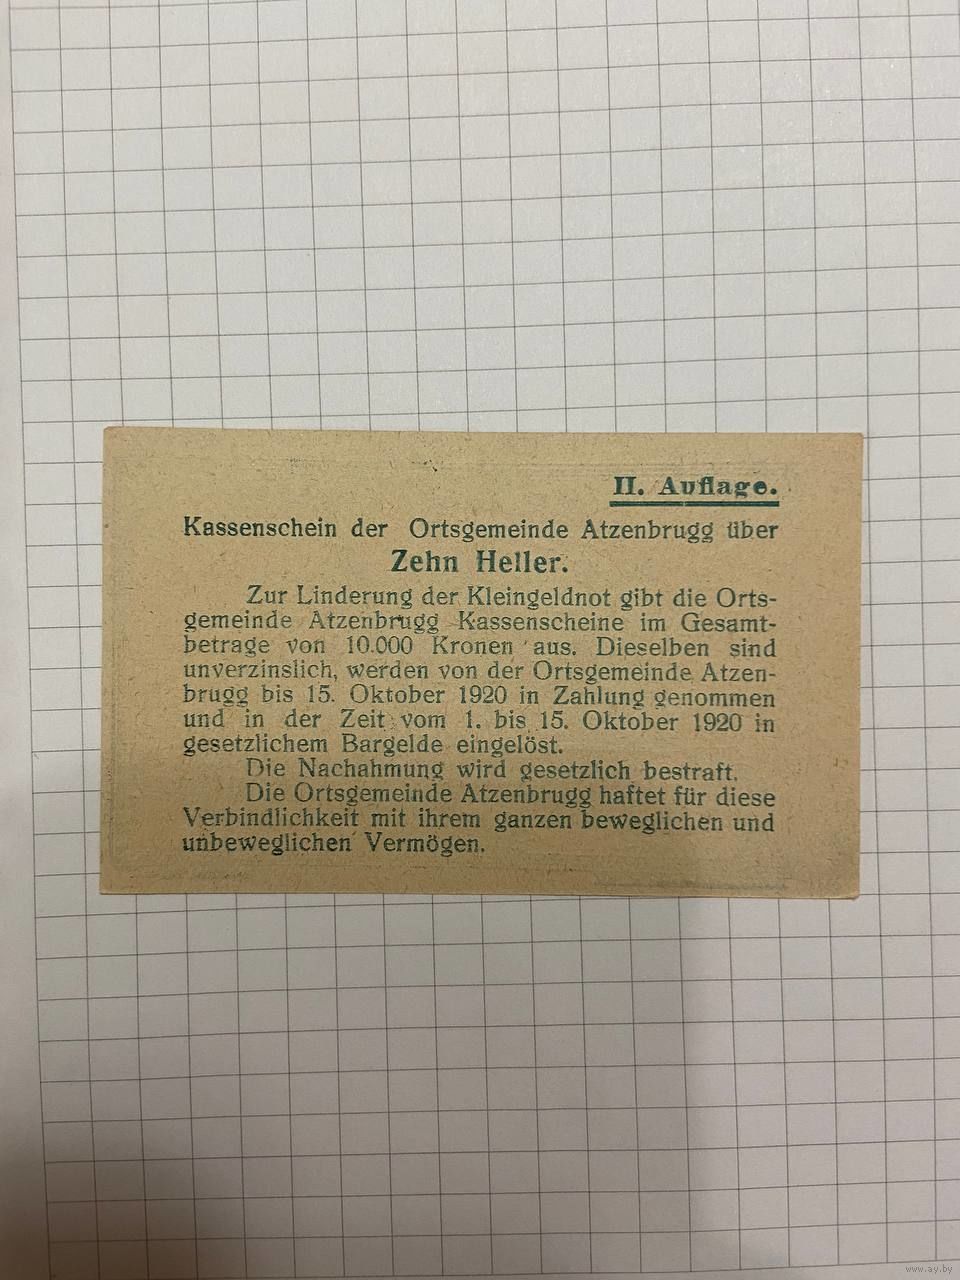 II. Auflage.
Kassenschein der Ortsgemeinde Atzenbrugg über
Zehn Heller.
Zur Linderung der Kleingeldnot gibt die Orts-
gemeinde Atzenbrugg Kassenscheine im Gesamt-
betrage von 10.000 Kronen aus. Dieselben sind
unverzinslich, werden von der Ortsgemeinde Atzen-
brugg bis 15. Oktober 1920 in Zahlung genommen
und in der Zeit vom 1. bis 15. Oktober 1920 in
gesetzlichem Bargelde eingelöst.
Die Nachahmung wird gesetzlich bestraft.
Die Ortsgemeinde Atzenbrugg haftet für diese
Verbindlichkeit mit ihrem ganzen beweglichen und
unbeweglichen Vermögen.
www.ay.by